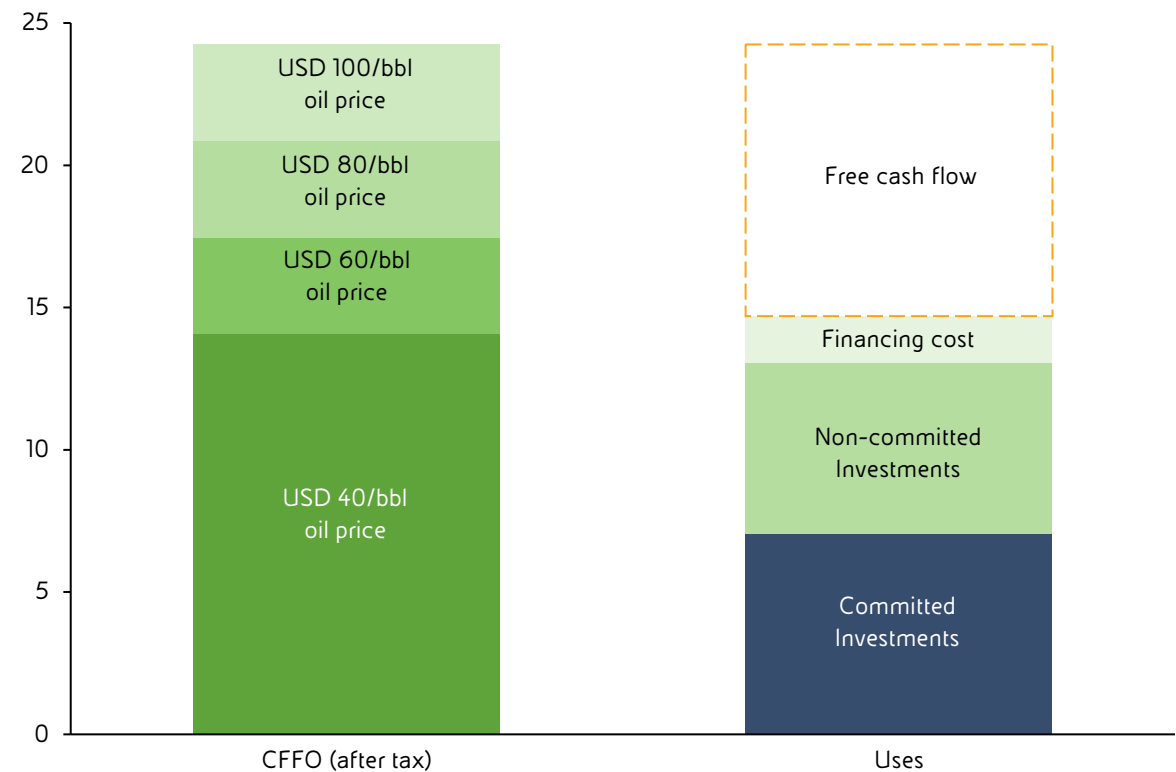 25
20
15
10
5
0
USD 100/bbl
oil price
USD 80/bbl
oil price
USD 60/bbl
oil price
USD 40/bbl
oil price
Free cash flow
Financing cost
Non-committed
Investments
Committed
Investments
CFFO (after tax)
Uses